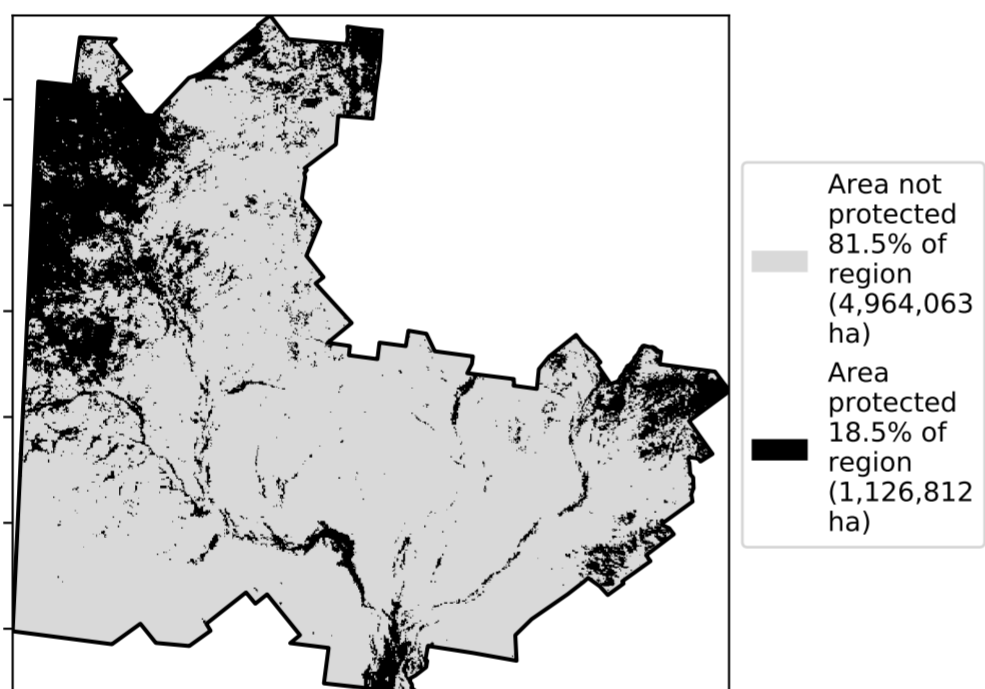 Area not
protected
81.5% of
region
(4,964,063
ha)
Area
protected
18.5% of
region
(1,126,812
ha)